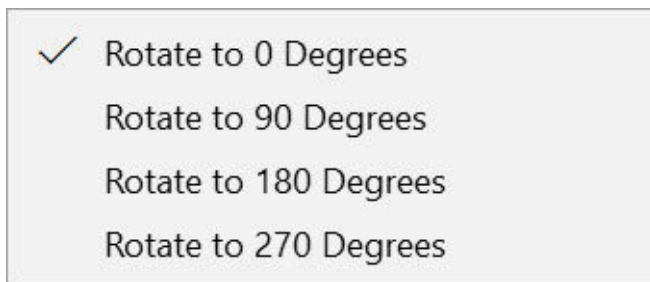 Rotate to 0 Degrees
Rotate to 90 Degrees
Rotate to 180 Degrees
Rotate to 270 Degrees